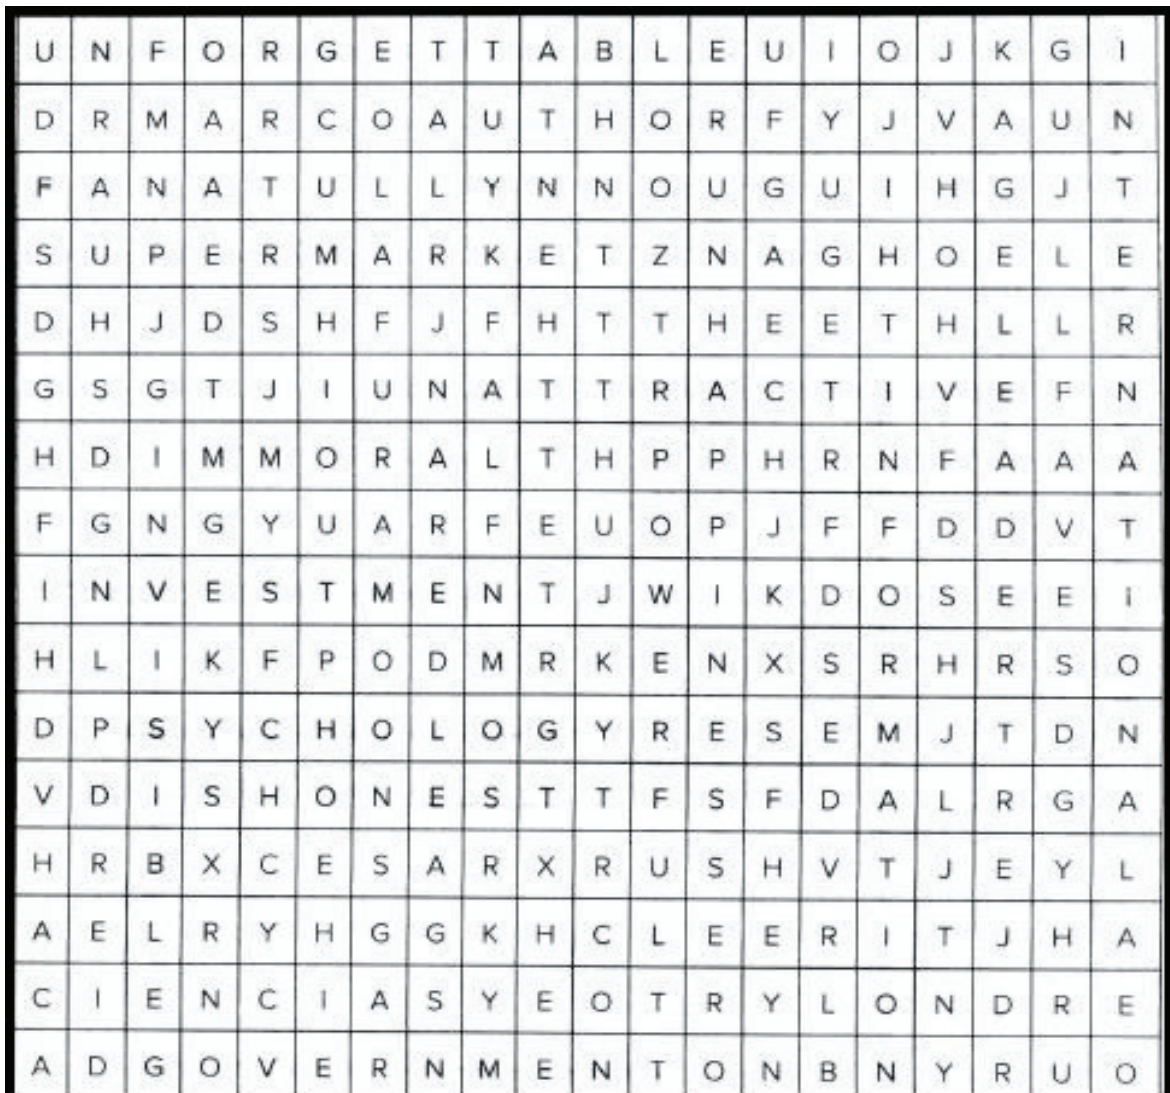 U N F O R G E T T A B L E U I O J K G I
D R M A R C O A U T H O R F Y J V A U N
F A N A T U L L Y N N O U G U I H G J T
S U P E R M A R K E T Z N A G H O E L E
D H J D S H F J F H T T H E E T H L L R
G S G T J I U N A T T R A C T I V E F N
H D I M M O R A L T H P P H R N F A A A
F G N G Y U A R F E U O P J F F D D V T
I N V E S T M E N T J W I K D O S E E I
H L I K F P O D M R K E N X S R H R S O
D P S Y C H O L O G Y R E S E M J T D N
V D I S H O N E S T T F S F D A L R G A
H R B X C E S A R X R U S H V T J E Y L
A E L R Y H G G K H C L E E R I T J H A
C I E N C I A S Y E O T R Y L O N D R E
A D G O V E R N M E N T O N B N Y R U O